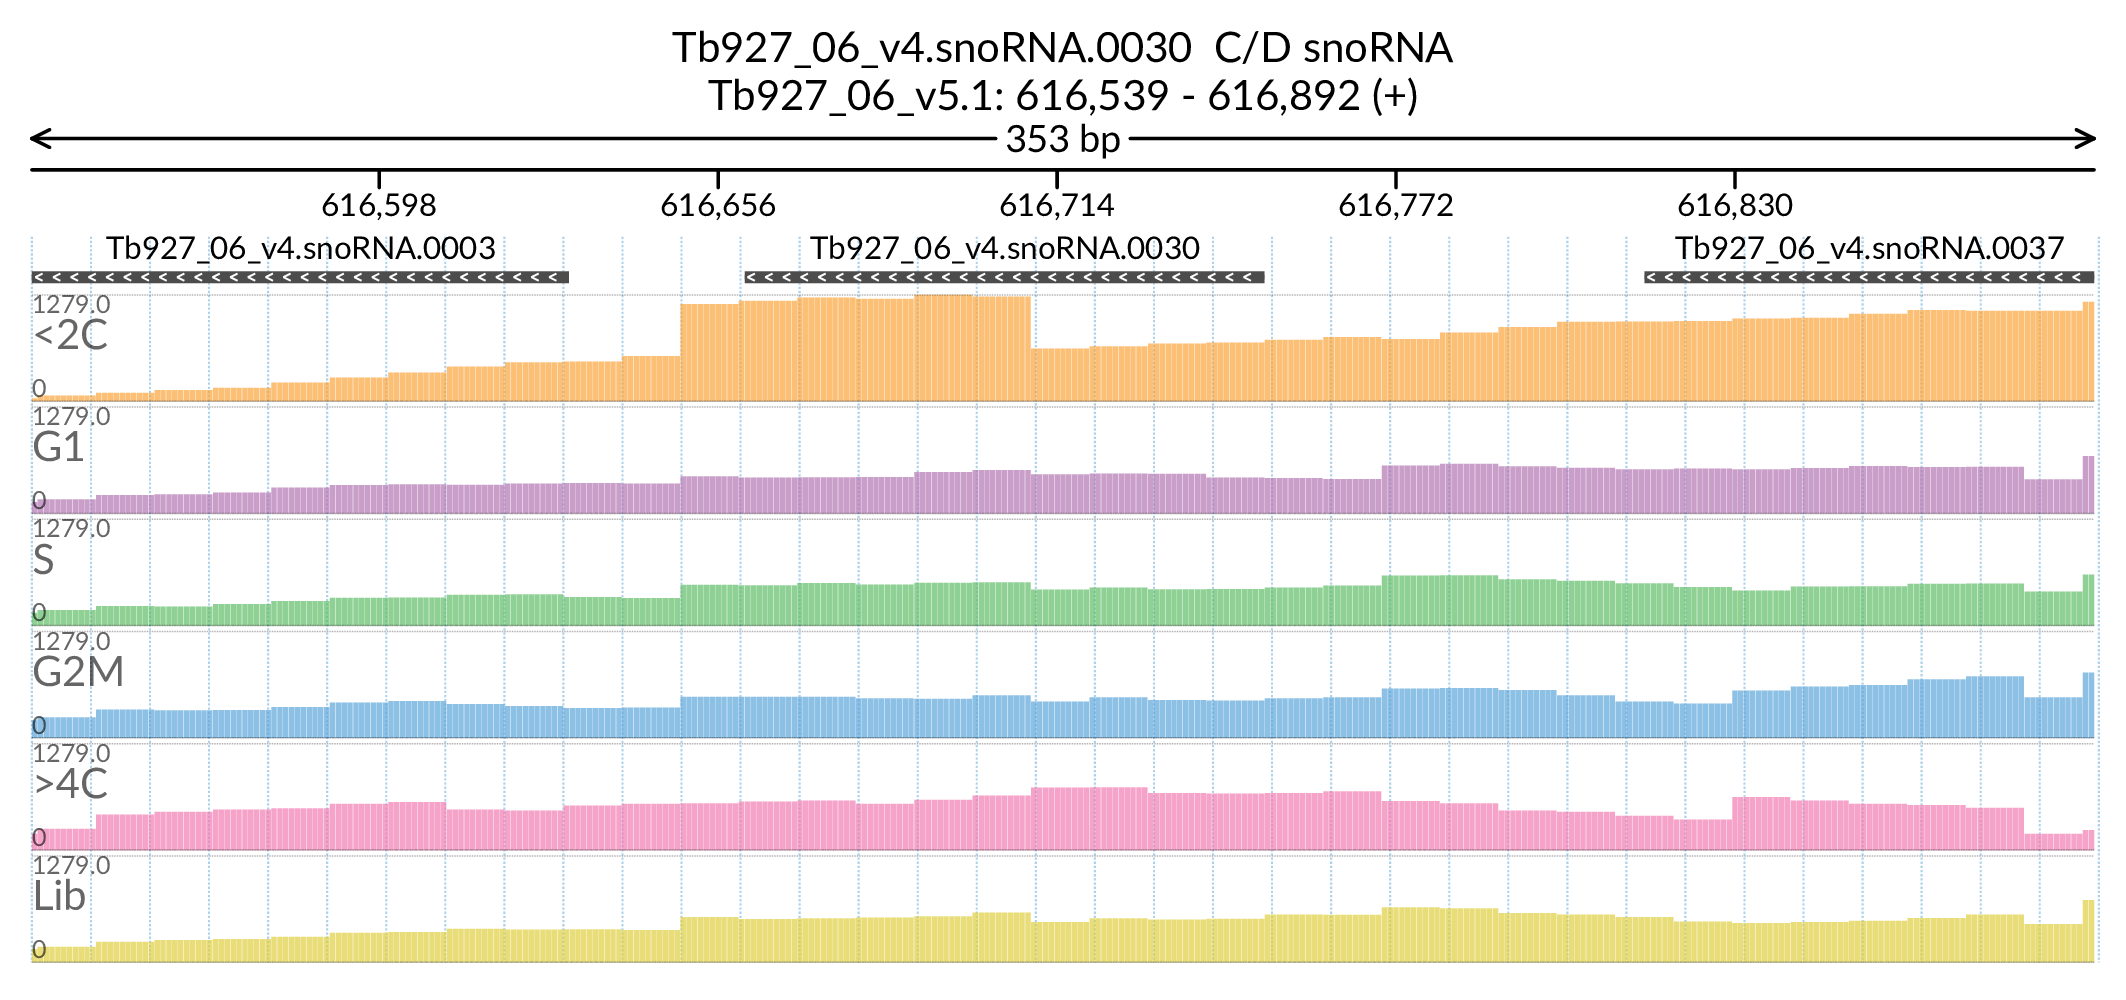 Tb927_06_v4.snoRNA.0030  C/D snoRNA
Tb927_06_v5.1: 616,539 - 616,892 (+)
353 bp
616,598 616,656 616,714 616,772 616,830
Tb927_06_v4.snoRNA.0003 Tb927_06_v4.snoRNA.0030 Tb927_06_v4.snoRNA.0037
1279.0
<2C
0
1279.0
G1
0
1279.0
S
0
1279.0
G2M
0
1279.0
>4C
0
1279.0
Lib
0